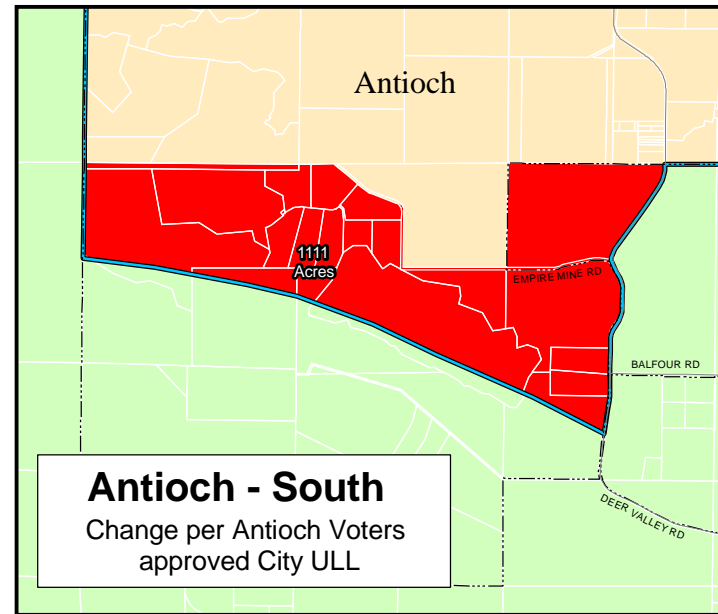 Antioch
1111
Acres
EMPIRE MINE RD
BALFOUR RD
Antioch - South
Change per Antioch Voters
approved City ULL
DEER VALLEY RD